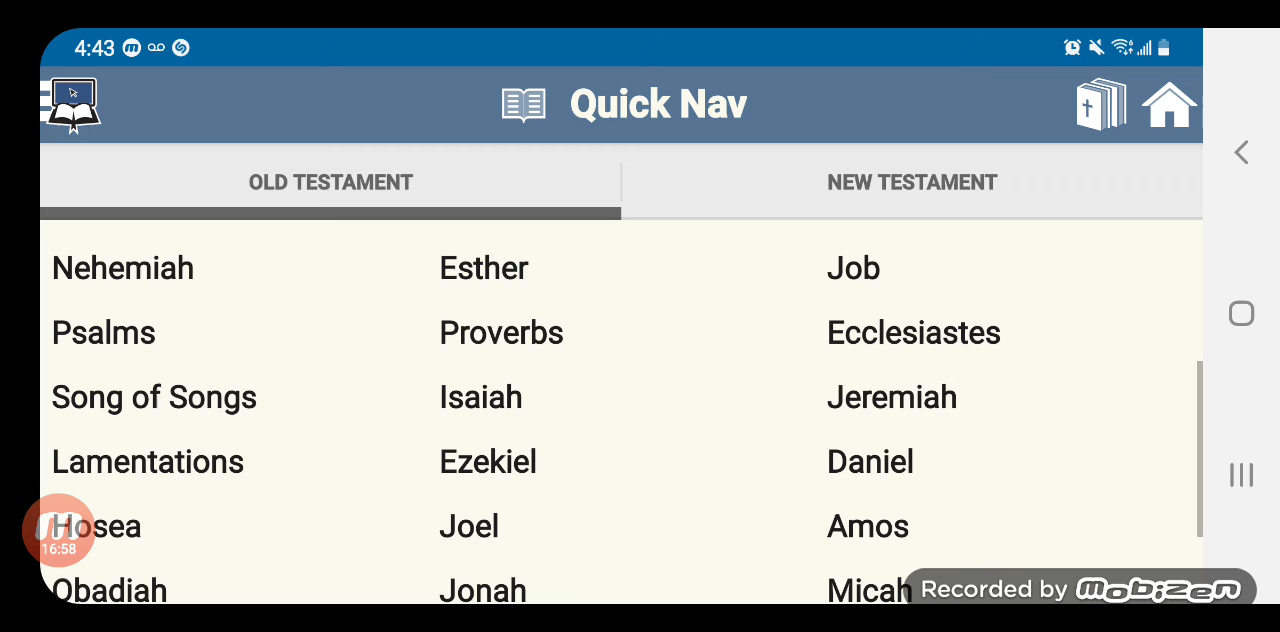 4:43
Quick Nav
OLD TESTAMENT NEW TESTAMENT
Nehemiah Esther Job
Psalms Proverbs Ecclesiastes
Song of Songs Isaiah Jeremiah
Lamentations Ezekiel Daniel
Hosea Joel Amos
16:58
Obadiah Jonah Micah
Recorded by mobizen